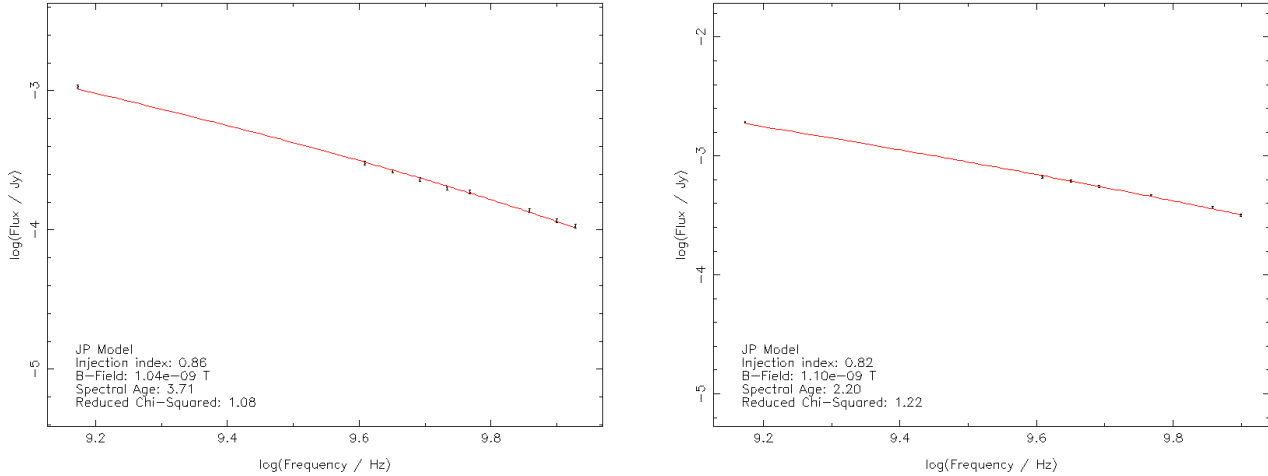 log(Flux / Jy)
-3
-4
-5
JP Model
Injection index: 0.86
B-Field: 1.04e-09 T
Spectral Age: 3.71
Reduced Chi-Squared: 1.08
9.2 9.4 9.6 9.8
log(Frequency / Hz)
log(Flux / Jy)
-2
-3
-4
-5
JP Model
Injection index: 0.82
B-Field: 1.10e-09 T
Spectral Age: 2.20
Reduced Chi-Squared: 1.22
9.2 9.4 9.6 9.8
log(Frequency / Hz)